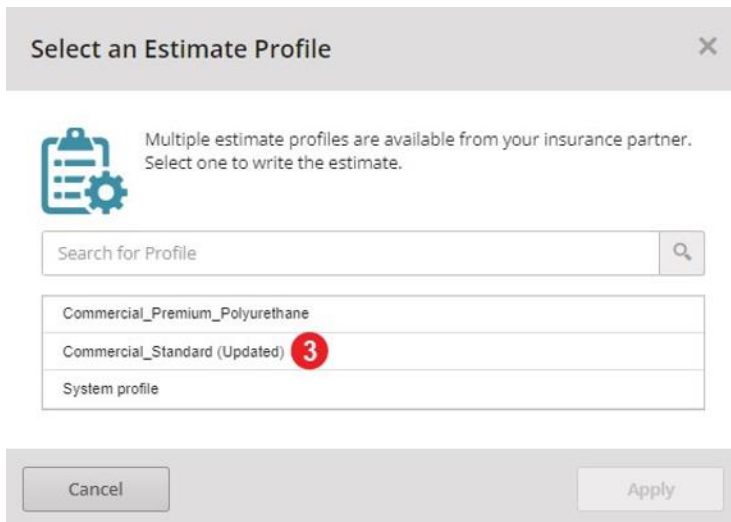 Select an Estimate Profile
Multiple estimate profiles are available from your insurance partner.
Select one to write the estimate.
Search for Profile
Commercial_Premium_Polyurethane
Commercial_Standard (Updated) 3
System profile
Cancel Apply